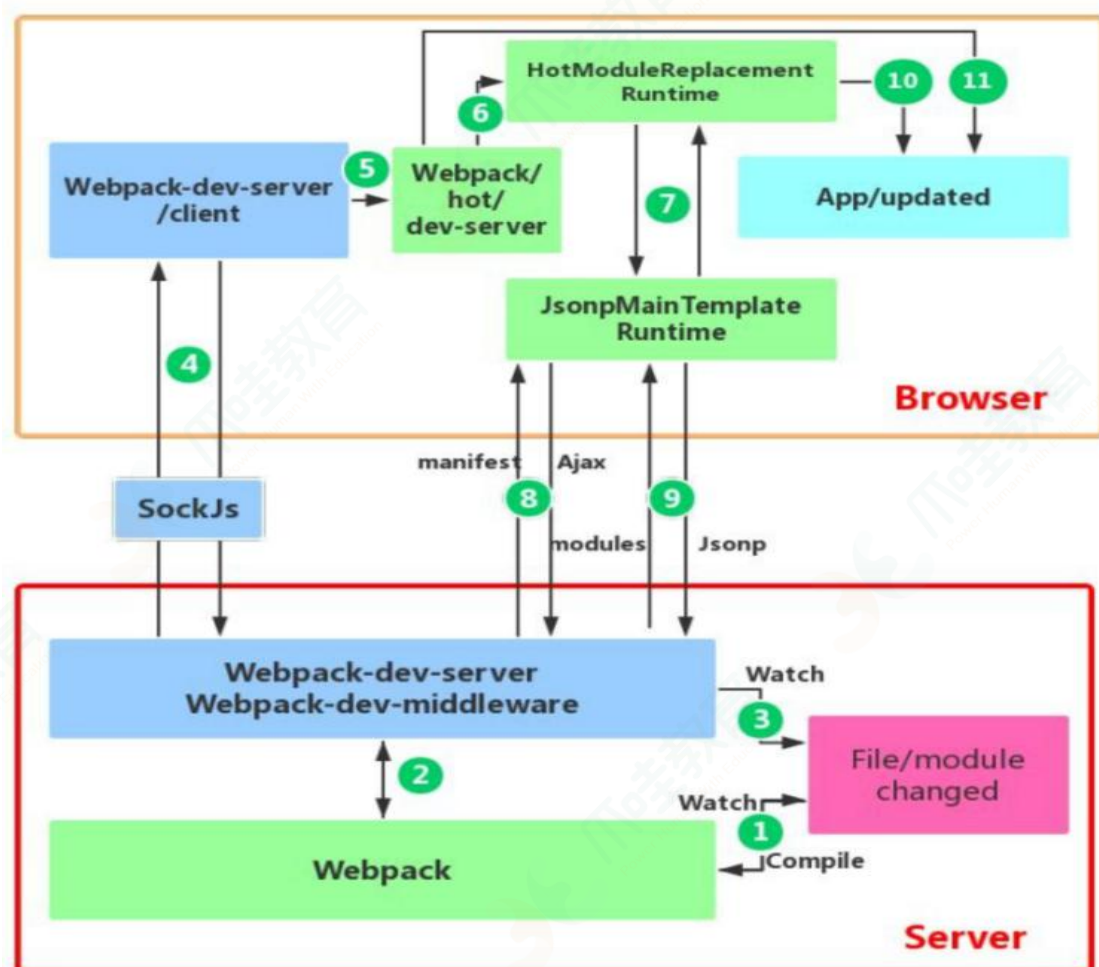 HotModuleReplacement
Runtime
10
11
6
5
Webpack-dev-server
/client
Webpack/
hot/
dev-server
7
App/updated
JsonpMainTemplate
Runtime
4
Browser
manifest
Ajax
8
9
SockJs
modules
Jsonp
Webpack-dev-server
Webpack-dev-middleware
Watch
3
2
File/module
changed
Watch
1
Compile
Webpack
Server